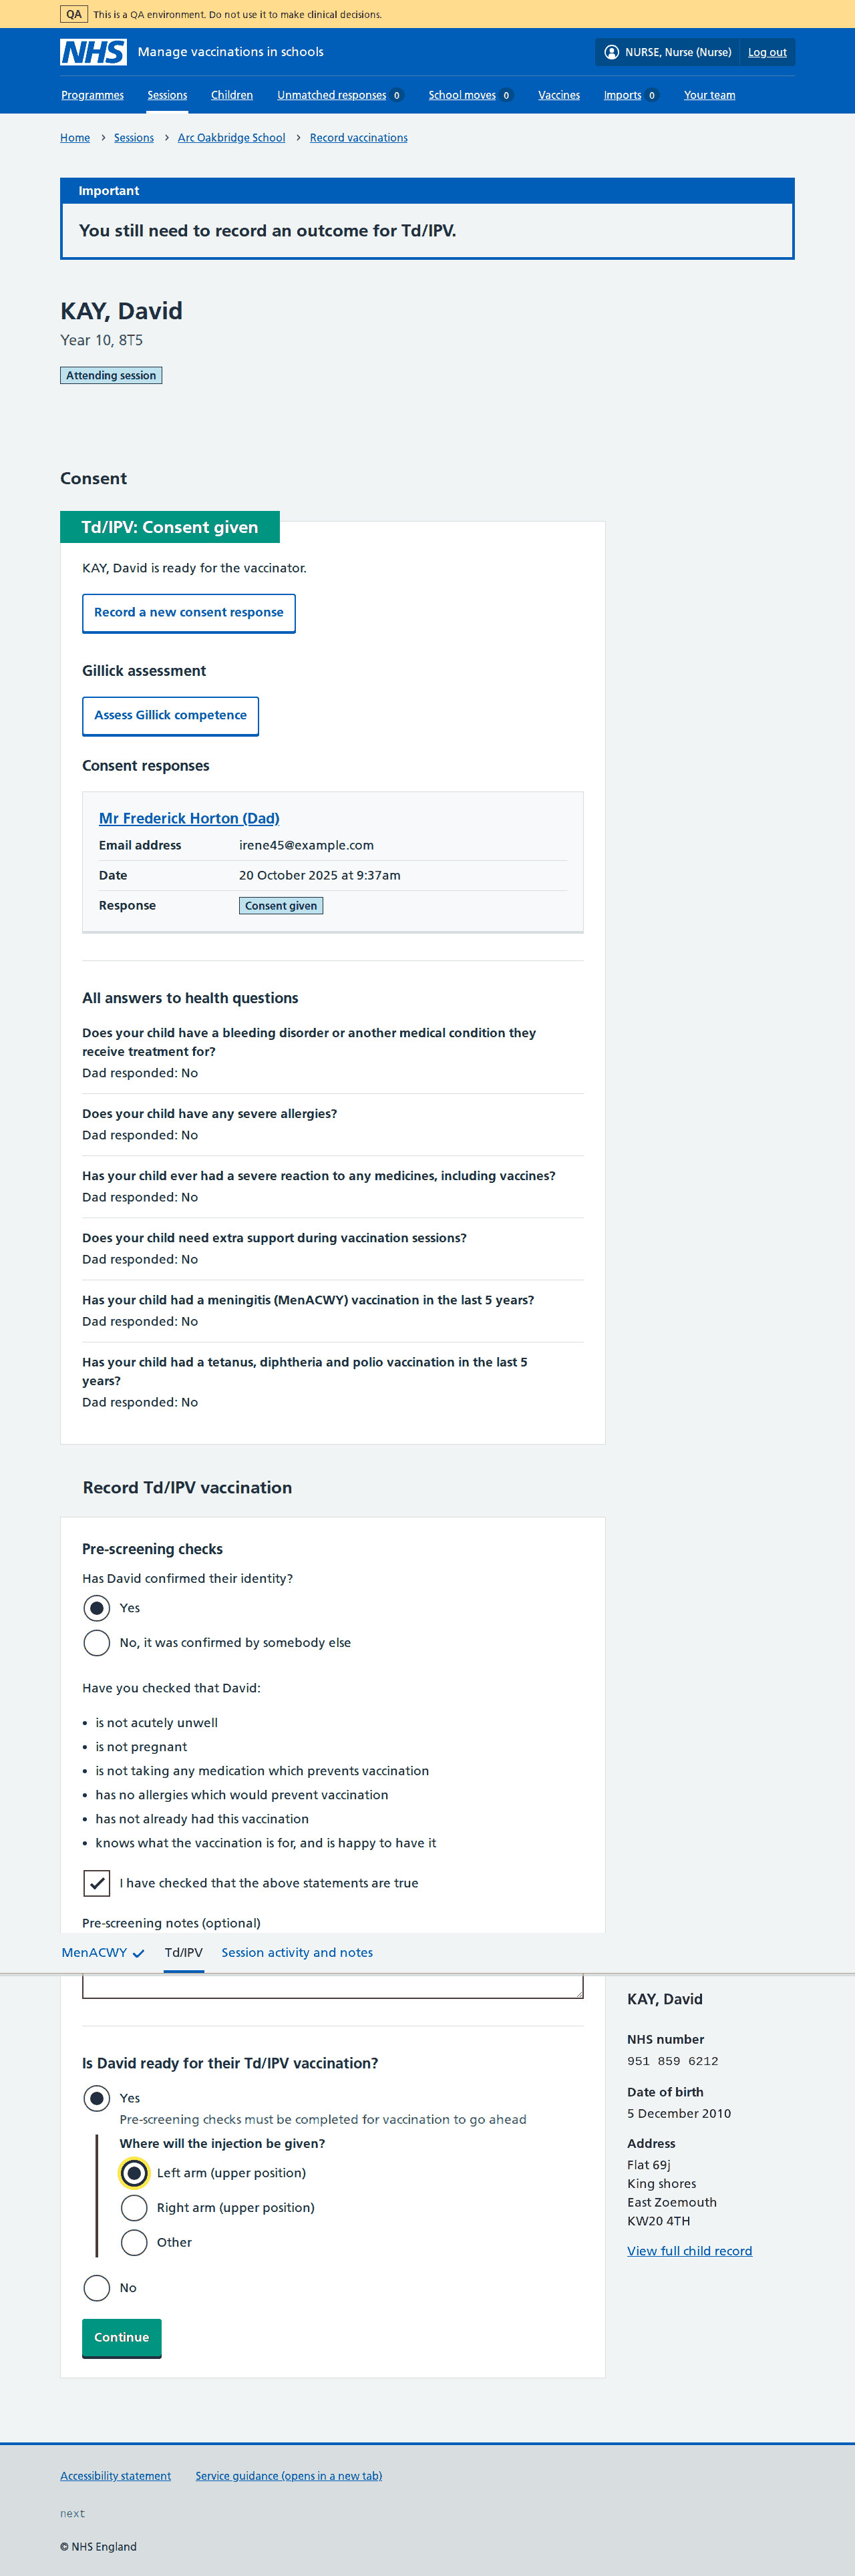 QA This is a QA environment. Do not use it to make clinical decisions.
NHS Manage vaccinations in schools NURSE, Nurse (Nurse) Log out
Programmes Sessions Children Unmatched responses 0 School moves 0 Vaccines Imports 0 Your team
Home Sessions Arc Oakbridge School Record vaccinations
Important
You still need to record an outcome for Td/IPV.
KAY, David
Year 10, 8T5
Attending session
Consent
Td/IPV: Consent given
KAY, David is ready for the vaccinator.
Record a new consent response
Gillick assessment
Assess Gillick competence
Consent responses
Mr Frederick Horton (Dad)
Email address irene45@example.com
Date 20 October 2025 at 9:37am
Response Consent given
All answers to health questions
Does your child have a bleeding disorder or another medical condition they
receive treatment for?
Dad responded: No
Does your child have any severe allergies?
Dad responded: No
Has your child ever had a severe reaction to any medicines, including vaccines?
Dad responded: No
Does your child need extra support during vaccination sessions?
Dad responded: No
Has your child had a meningitis (MenACWY) vaccination in the last 5 years?
Dad responded: No
Has your child had a tetanus, diphtheria and polio vaccination in the last 5
years?
Dad responded: No
Record Td/IPV vaccination
Pre-screening checks
Has David confirmed their identity?
Yes
No, it was confirmed by somebody else
Have you checked that David:
is not acutely unwell
is not pregnant
is not taking any medication which prevents vaccination
has no allergies which would prevent vaccination
has not already had this vaccination
knows what the vaccination is for, and is happy to have it
I have checked that the above statements are true
Pre-screening notes (optional)
MenACWY Td/IPV Session activity and notes
Is David ready for their Td/IPV vaccination?
Yes
Pre-screening checks must be completed for vaccination to go ahead
Where will the injection be given?
Left arm (upper position)
Right arm (upper position)
Other
No
Continue
KAY, David
NHS number
951 859 6212
Date of birth
5 December 2010
Address
Flat 69j
King shores
East Zoemouth
KW20 4TH
View full child record
Accessibility statement Service guidance (opens in a new tab)
next
© NHS England